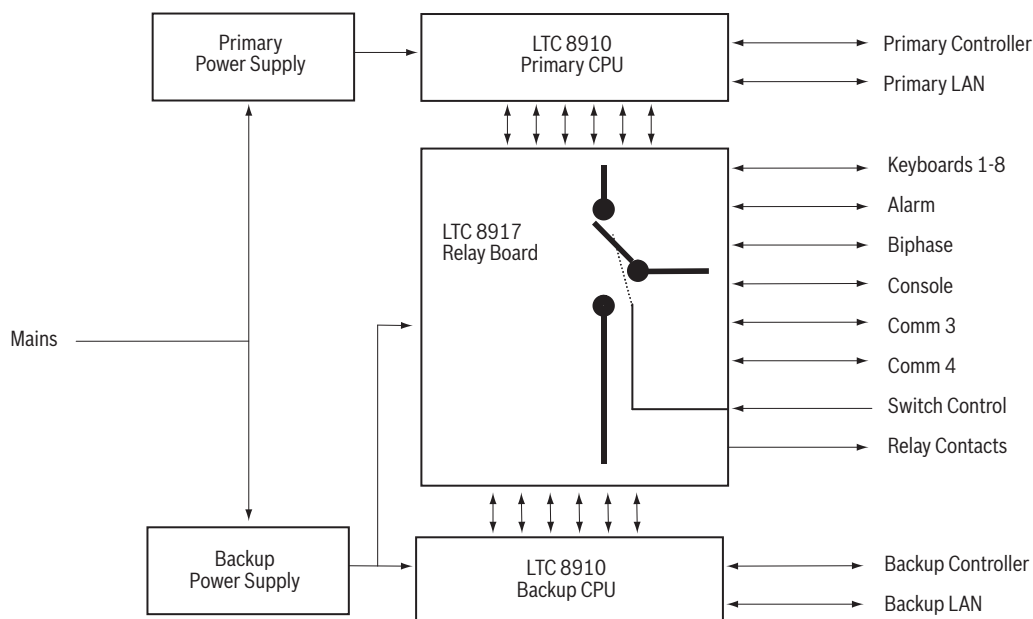 Primary
Power Supply
LTC 8910
Primary CPU
Primary Controller
Primary LAN
LTC 8917
Relay Board
Keyboards 1-8
Alarm
Biphase
Console
Comm 3
Comm 4
Switch Control
Relay Contacts
Mains
Backup
Power Supply
LTC 8910
Backup CPU
Backup Controller
Backup LAN